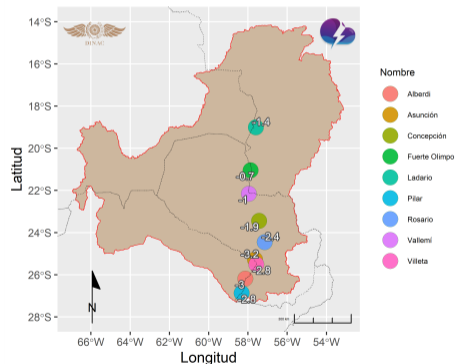 DINAC
14°S
16°S
18°S
20°S
22°S
24°S
26°S
28°S
Latitud
-1.4
-0.7
-1
-1.9
-2.4
-3.2
-2.8
-3
-2.8
N
66°W
64°W
62°W
60°W
58°W
56°W
54°W
Longitud
Nombre
Alberdi
Asunción
Concepción
Fuerte Olimpo
Ladario
Pilar
Rosario
Vallemí
Villeta